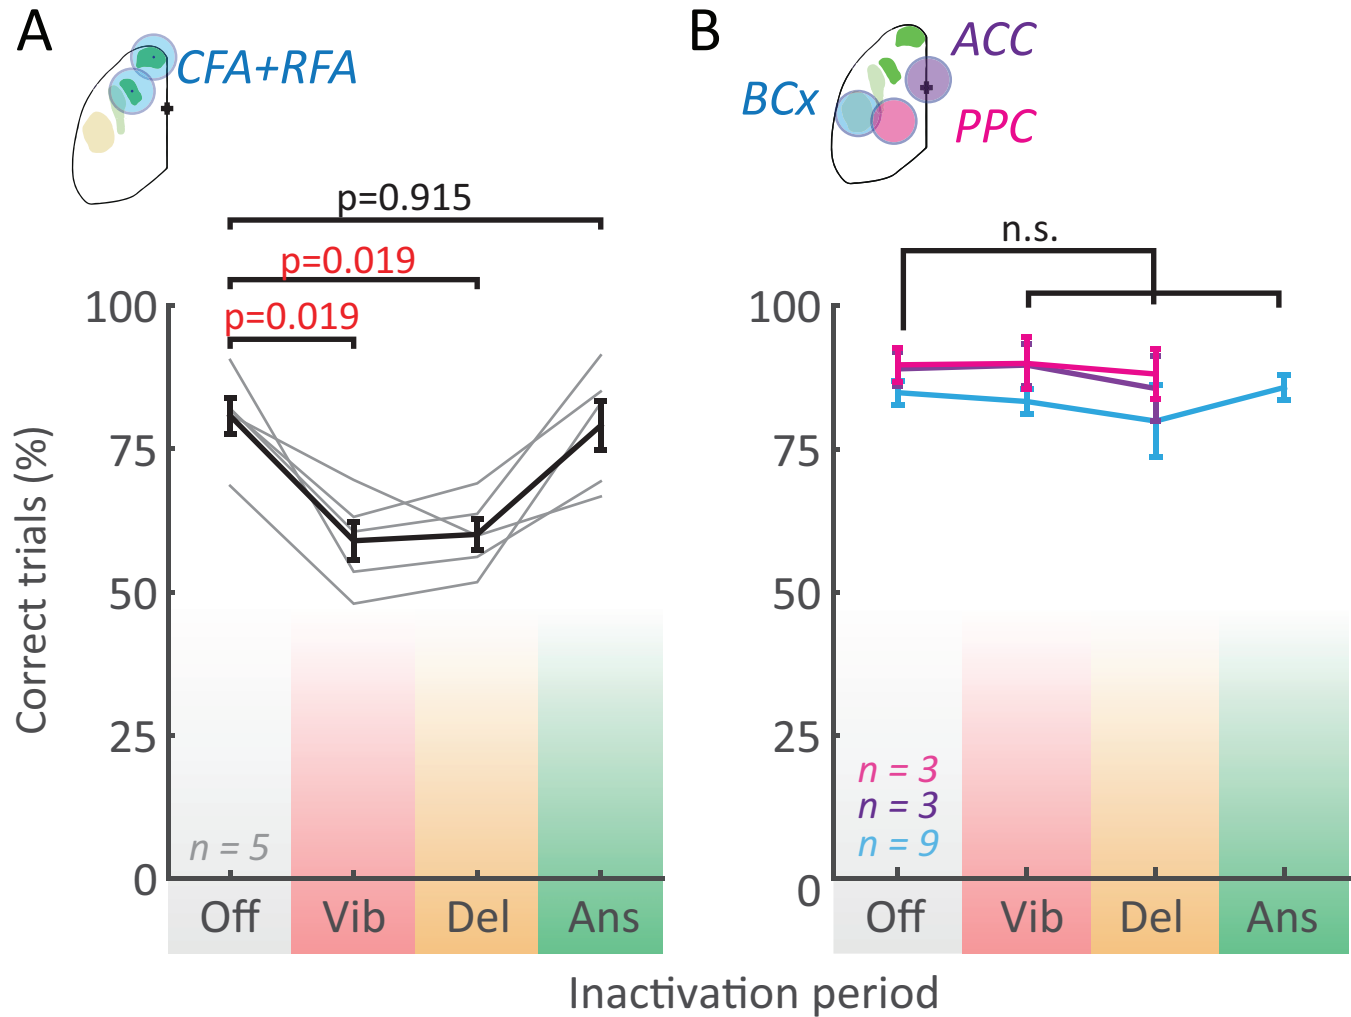 A
CFA+RFA
p=0.915
p=0.019
p=0.019
100
75
50
25
0
Correct trials (%)
n = 5
Off
Vib
Del
Ans
B
ACC
BCx
PPC
n.s.
100
75
50
25
0
n = 3
n = 3
n = 9
Off
Vib
Del
Ans
Inactivation period